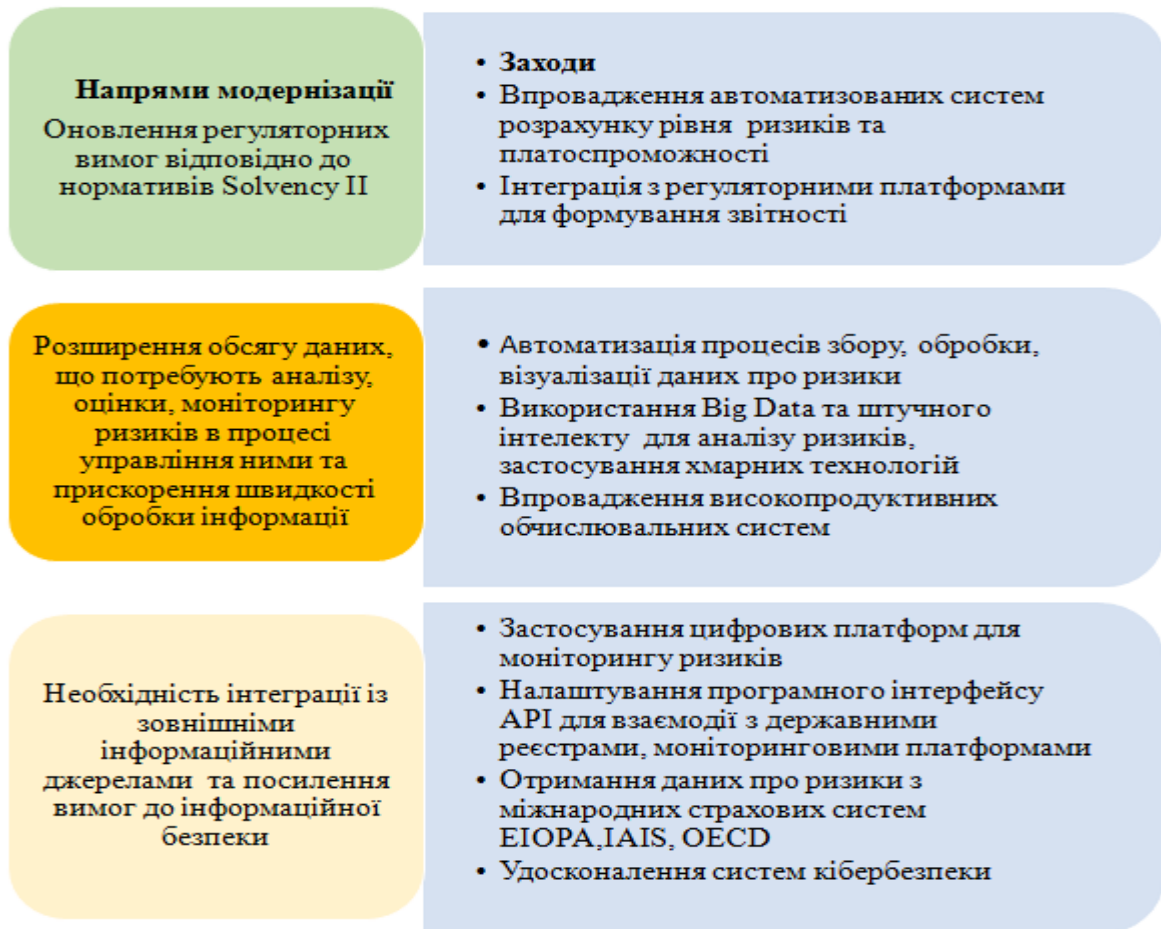 Напрями модернізації
Оновлення регуляторних
вимог відповідно до
нормативів Solvency II
• Заходи
• Впровадження автоматизованих систем
розрахунку рівня ризиків та
платоспроможності
• Інтеграція з регуляторними платформами
для формування звітності
Розширення обсягу даних,
що потребують аналізу,
оцінки, моніторингу
ризиків в процесі
управління ними та
прискорення швидкості
обробки інформації
• Автоматизація процесів збору, обробки,
візуалізації даних про ризики
• Використання Big Data та штучного
інтелекту для аналізу ризиків,
застосування хмарних технологій
• Впровадження високопродуктивних
обчислювальних систем
Необхідність інтеграції із
зовнішніми
інформаційними
джерелами та посилення
вимог до інформаційної
безпеки
• Застосування цифрових платформ для
моніторингу ризиків
• Налаштування програмного інтерфейсу
API для взаємодії з державними
реєстрами, моніторинговими платформами
• Отримання даних про ризики з
міжнародних страхових систем
EIOPA,IAIS, OECD
• Удосконалення систем кібербезпеки